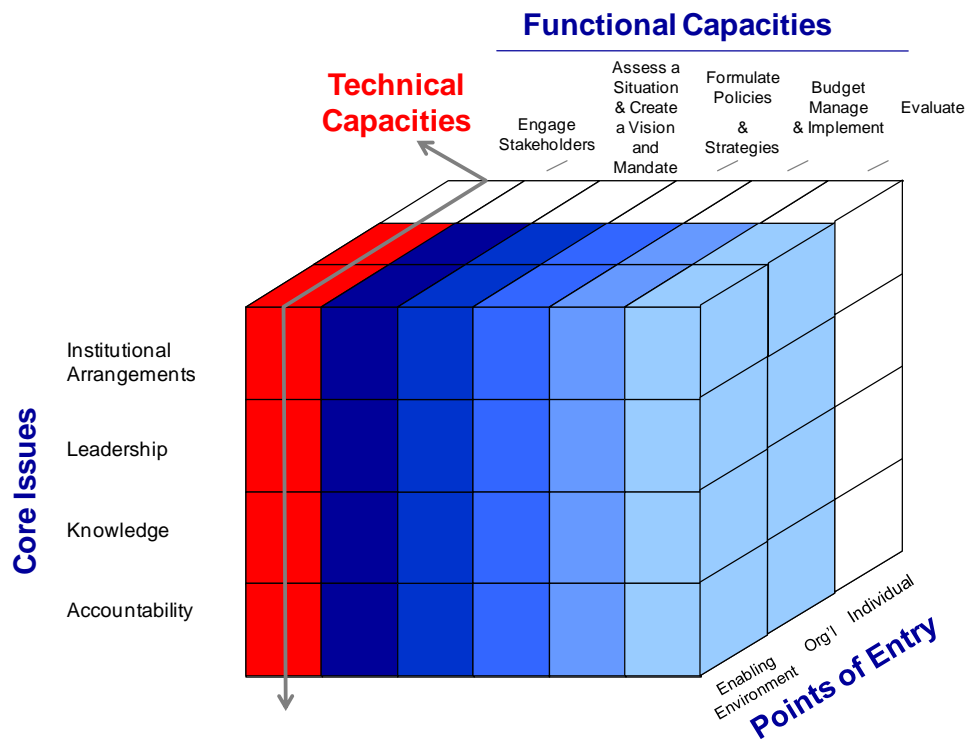 Functional Capacities
Technical
Capacities
Engage
Stakeholders
Assess a
Situation
& Create
a Vision
and
Mandate
Formulate
Policies
&
Strategies
Budget
Manage
& Implement
Evaluate
Core Issues
Institutional
Arrangements
Leadership
Knowledge
Accountability
Enabling
Environment
Org'l
Individual
Points of Entry